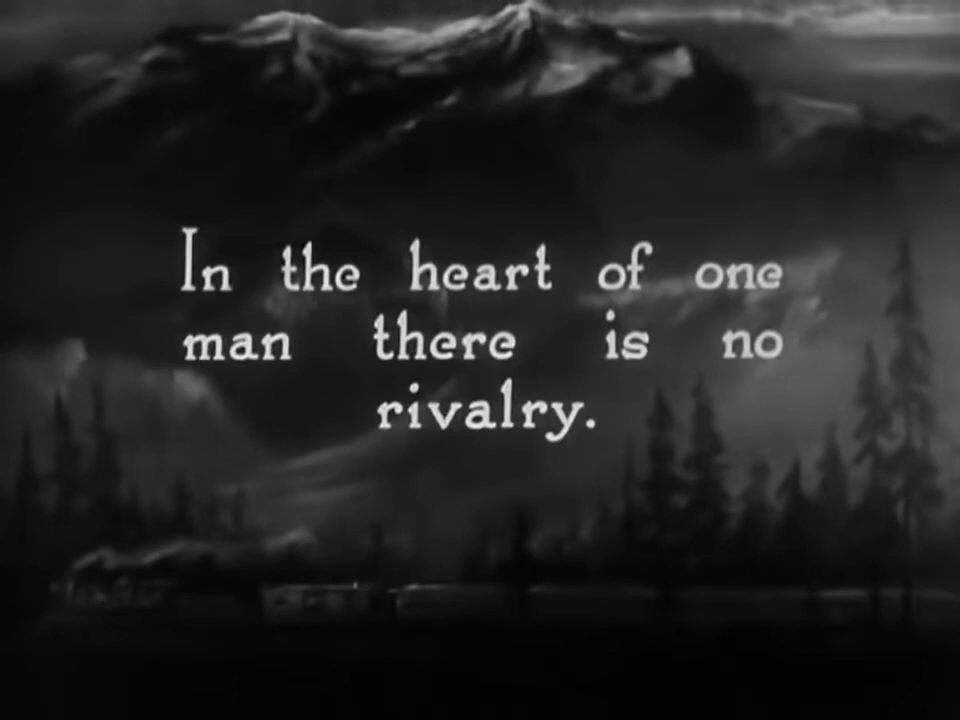 In the heart of one
man there is no
rivalry.